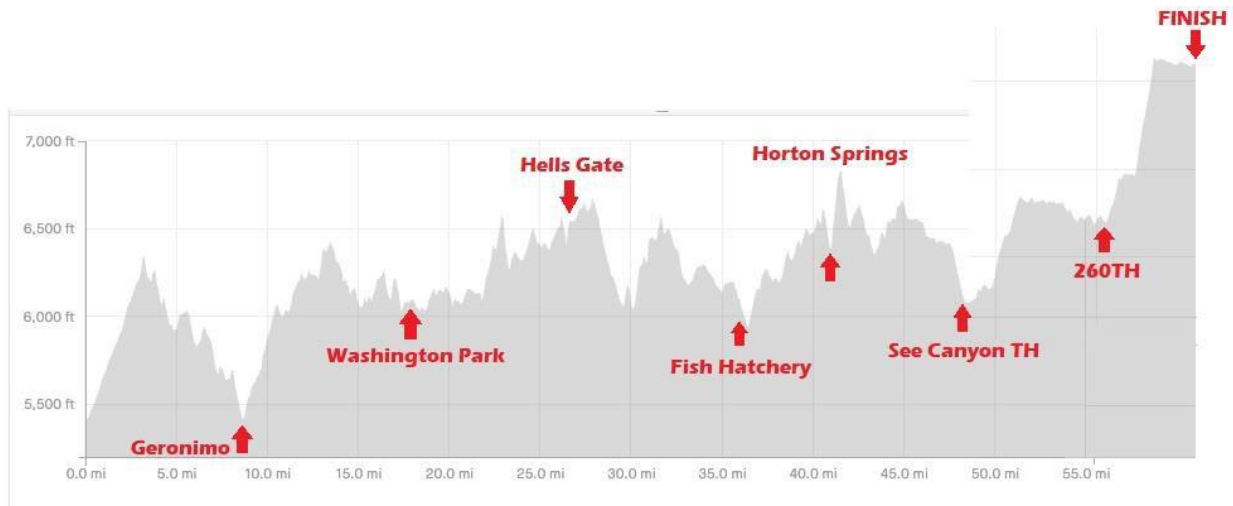 FINISH
7,000 ft
Hells Gate
Horton Springs
6,500 ft
260TH
6,000 ft
Washington Park
Fish Hatchery
See Canyon TH
5,500 ft
Geronimo
0.0 mi 5.0 mi 10.0 mi 15.0 mi 20.0 mi 25.0 mi 30.0 mi 35.0 mi 40.0 mi 45.0 mi 50.0 mi 55.0 mi